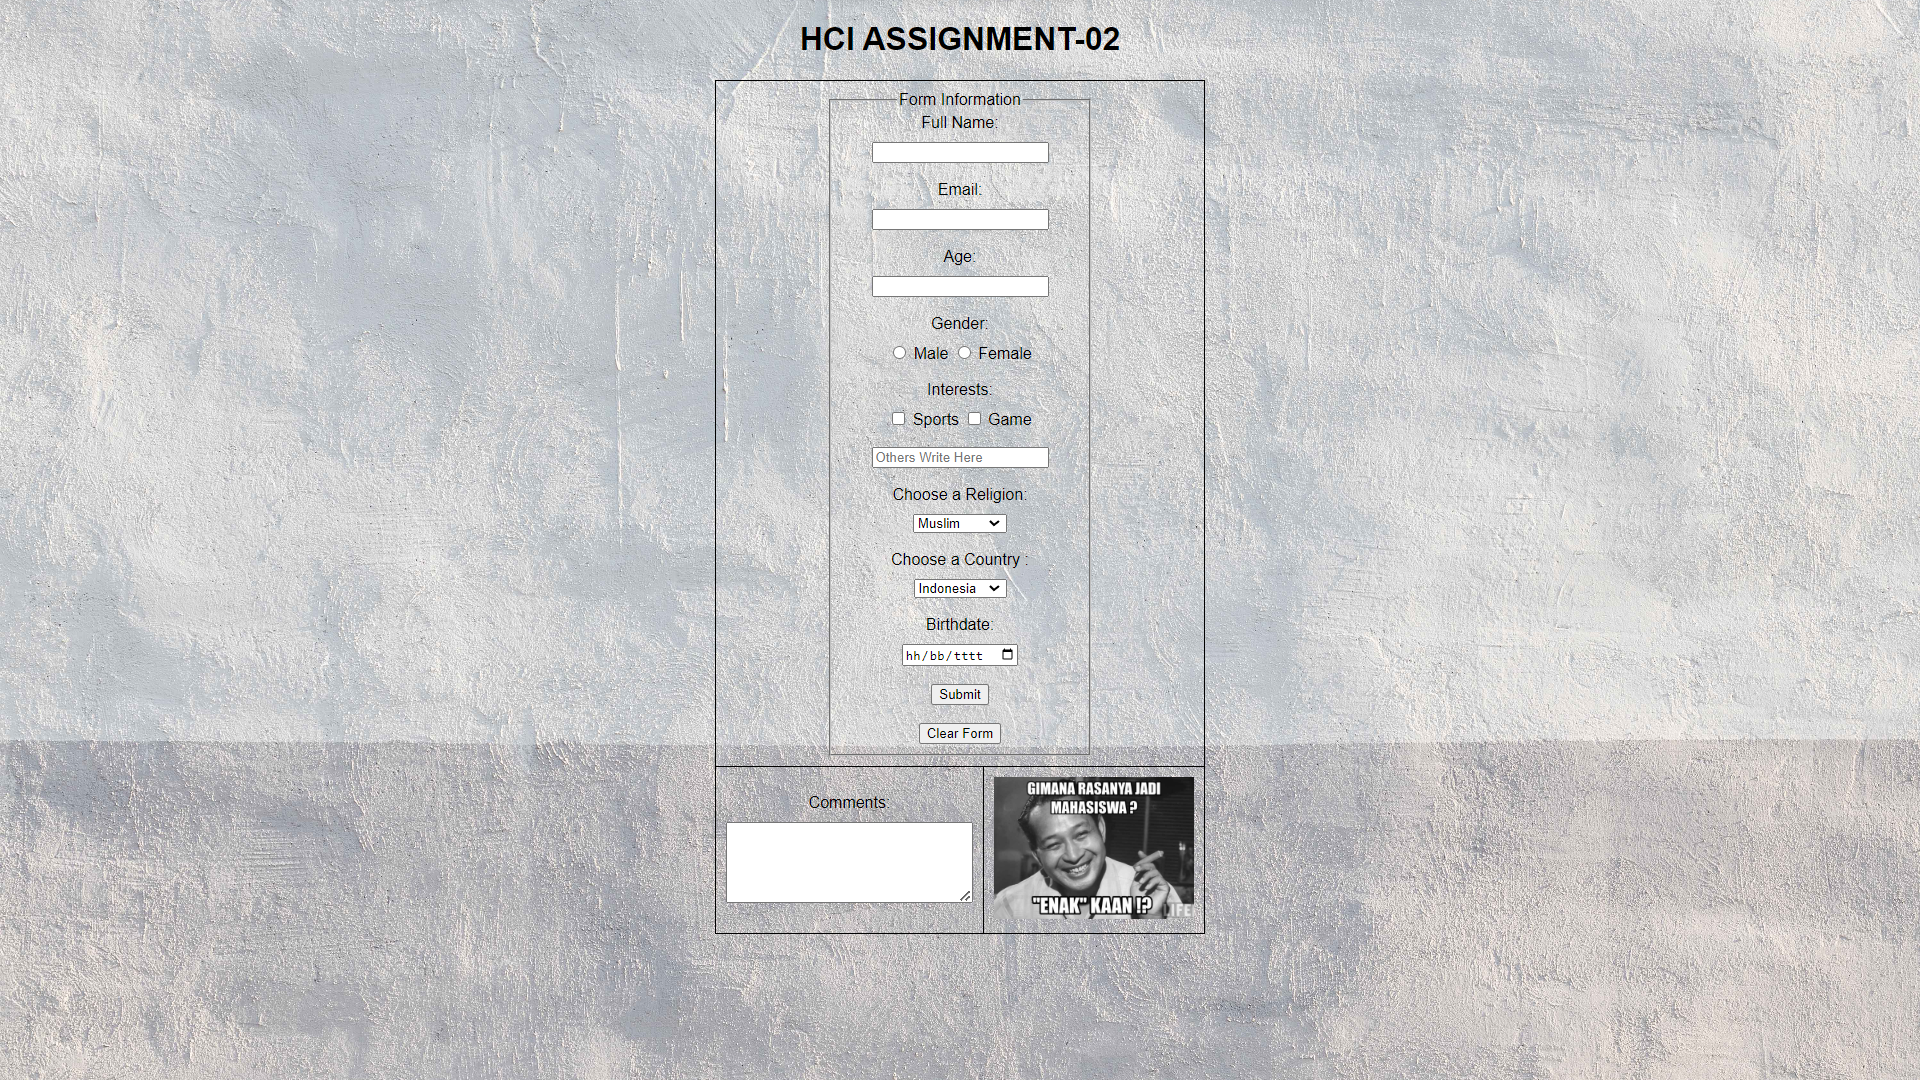 HCI ASSIGNMENT-02
Form Information
Full Name:
Email:
Age:
Gender:
Male Female
Interests:
Sports Game
Others Write Here
Choose a Religion:
Muslim
Choose a Country :
Indonesia
Birthdate:
hh/bb/tttt
Submit
Clear Form
Comments:
GIMANA RASANYA JADI
MAHASISWA ?
"ENAK" KAAN !?